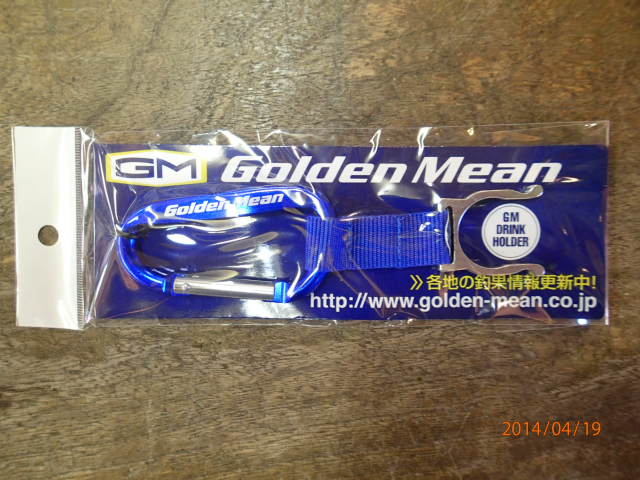 GM Golden Mean
Golden Mean
GM
DRINK
HOLDER
≫各地の釣果情報更新中!
http://www.golden-mean.co.jp
2014/04/19